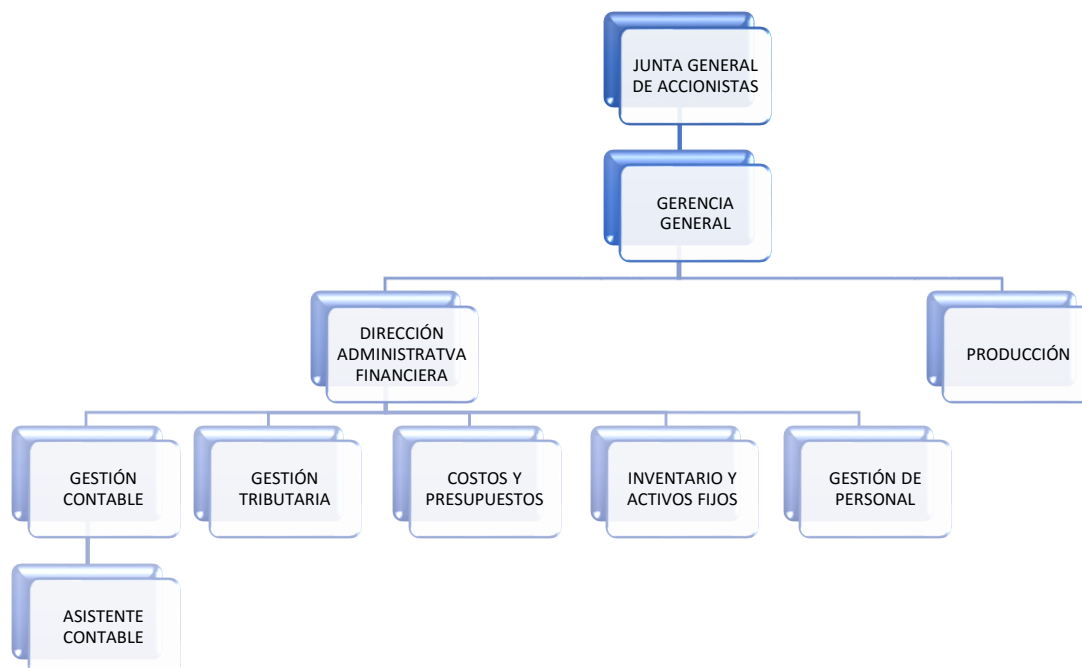 JUNTA GENERAL
DE ACCIONISTAS
GERENCIA
GENERAL
DIRECCIÓN
ADMINISTRATVA
FINANCIERA
PRODUCCIÓN
GESTIÓN
CONTABLE
GESTIÓN
TRIBUTARIA
COSTOS Y
PRESUPUESTOS
INVENTARIO Y
ACTIVOS FIJOS
GESTIÓN DE
PERSONAL
ASISTENTE
CONTABLE